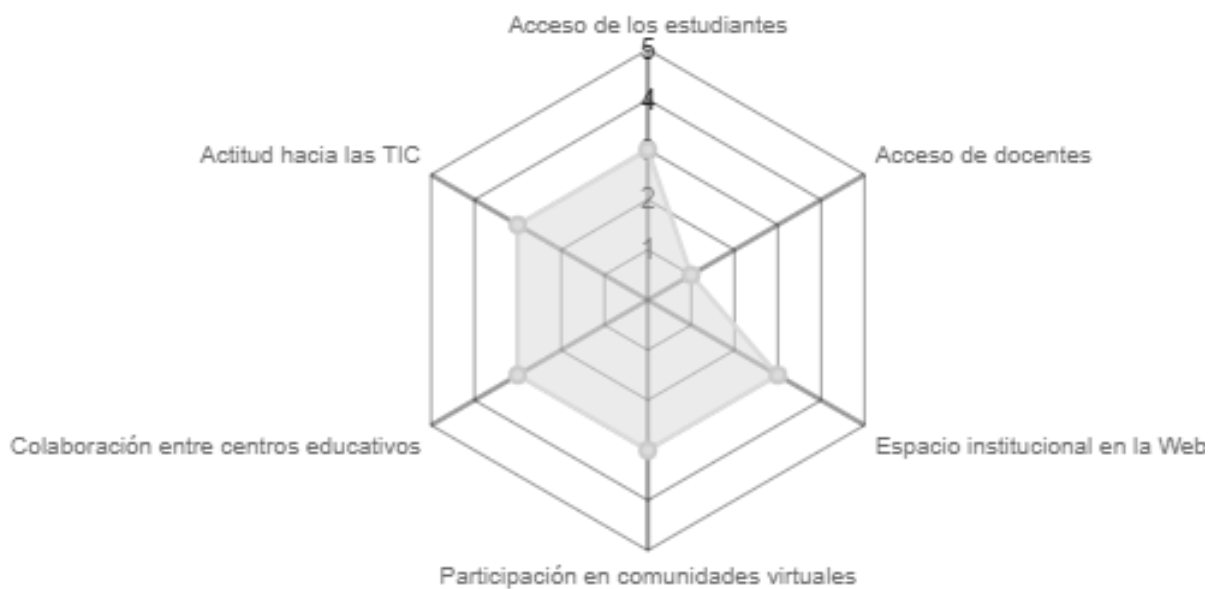 Acceso de los estudiantes
5
4
Actitud hacia las TIC
Acceso de docentes
2
1
Colaboración entre centros educativos
Espacio institucional en la Web
Participación en comunidades virtuales